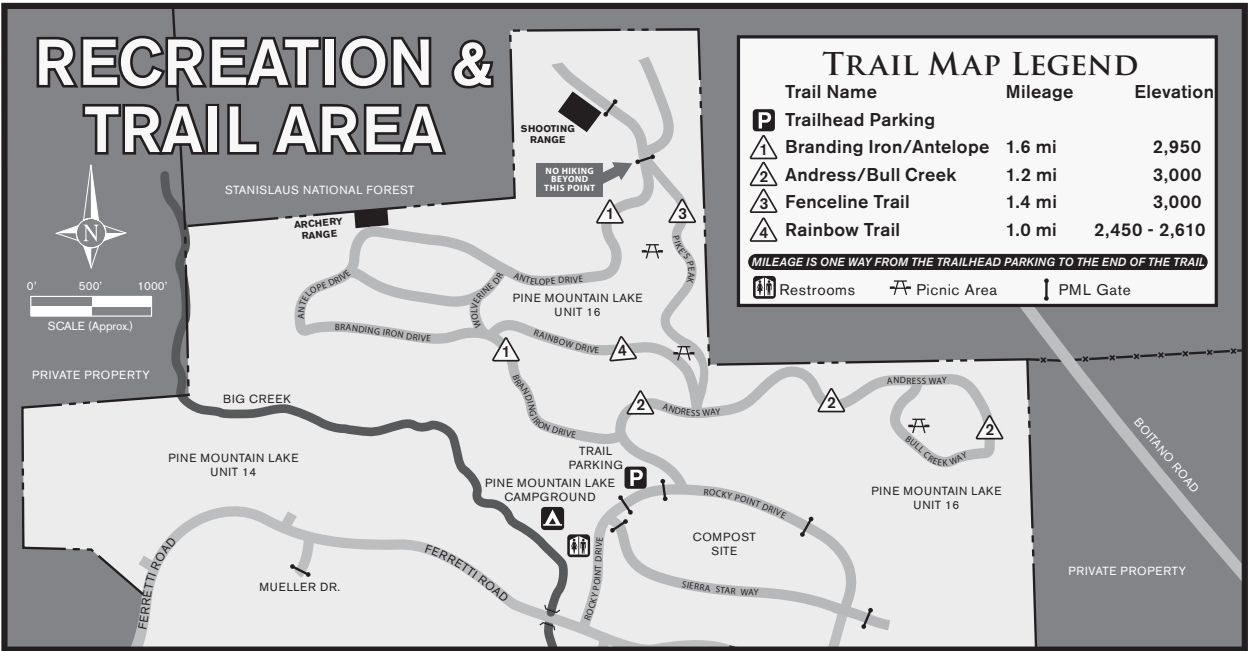 RECREATION &
TRAIL AREA
STANISLAUS NATIONAL FOREST
N
0' 500' 1000'
SCALE (Approx.)
PRIVATE PROPERTY
SHOOTING
RANGE
NO HIKING
BEYOND
THIS POINT
ARCHERY
RANGE
1
3
PIKE'S PEAK
ANTELOPE DRIVE
WOLVERINE DR
ANTELOPE DRIVE
PINE MOUNTAIN LAKE
UNIT 16
BRANDING IRON DRIVE
RAINBOW DRIVE
1
4
BRANDING IRON DRIVE
2
ANDRESS WAY
2
ANDRESS WAY
2
BULL CREEK WAY
BIG CREEK
PINE MOUNTAIN LAKE
UNIT 14
TRAIL
PARKING
P
PINE MOUNTAIN LAKE
CAMPGROUND
ROCKY POINT DRIVE
PINE MOUNTAIN LAKE
UNIT 16
COMPOST
SITE
ROCKY POINT DRIVE
SIERRA STAR WAY
FERRETTI ROAD
FERRETTI ROAD
MUELLER DR.
BOITANO ROAD
PRIVATE PROPERTY
TRAIL MAP LEGEND
Trail Name Mileage Elevation
P Trailhead Parking
1 Branding Iron/Antelope 1.6 mi 2,950
2 Andress/Bull Creek 1.2 mi 3,000
3 Fenceline Trail 1.4 mi 3,000
4 Rainbow Trail 1.0 mi 2,450 - 2,610
MILEAGE IS ONE WAY FROM THE TRAILHEAD PARKING TO THE END OF THE TRAIL
Restrooms Picnic Area PML Gate